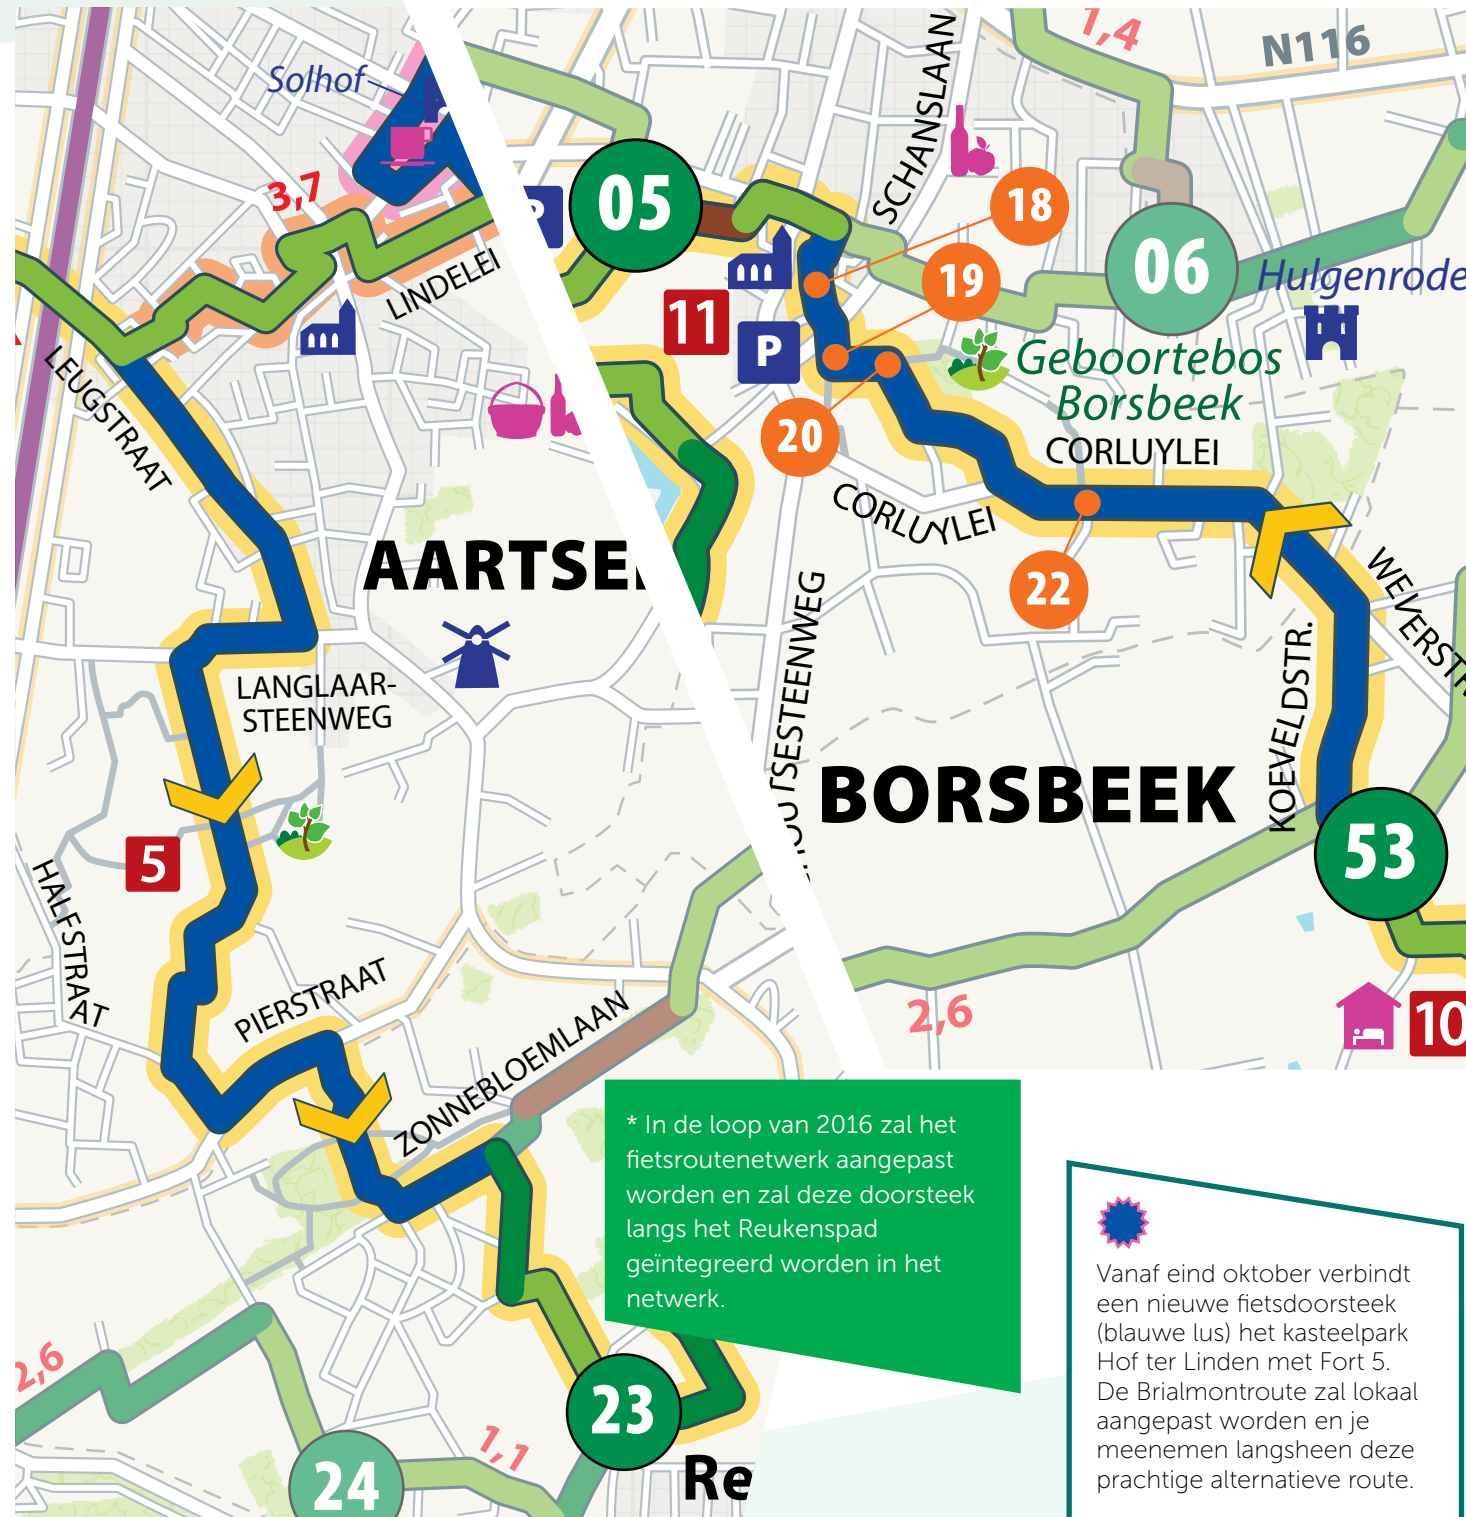 Solhof
3,7
LINDELEI
LEUGSTRAAT
AARTSE
LANGLAAR-
STEENWEG
5
HALFSTRAAT
PIERSTRAAT
ZONNEBLOEMLAAN
2,6
24
1,1
23
Re
P
05
11
P
SCHANSLAAN
1,4
N116
18
19
06
Hulgenrode
Geboortebos
Borsbeek
20
CORLUYLEI
CORLUYLEI
22
WEVERSTR
KOEVELDSTR.
OUTSESTEENWEG
BORSBEEK
53
2,6
10
* In de loop van 2016 zal het
fietsroutenetwerk aangepast
worden en zal deze doorsteek
langs het Reukenspad
geïntegreerd worden in het
netwerk.
Vanaf eind oktober verbindt
een nieuwe fietsdoorsteek
(blauwe lus) het kasteelpark
Hof ter Linden met Fort 5.
De Brialmontroute zal lokaal
aangepast worden en je
meenemen langsheen deze
prachtige alternatieve route.